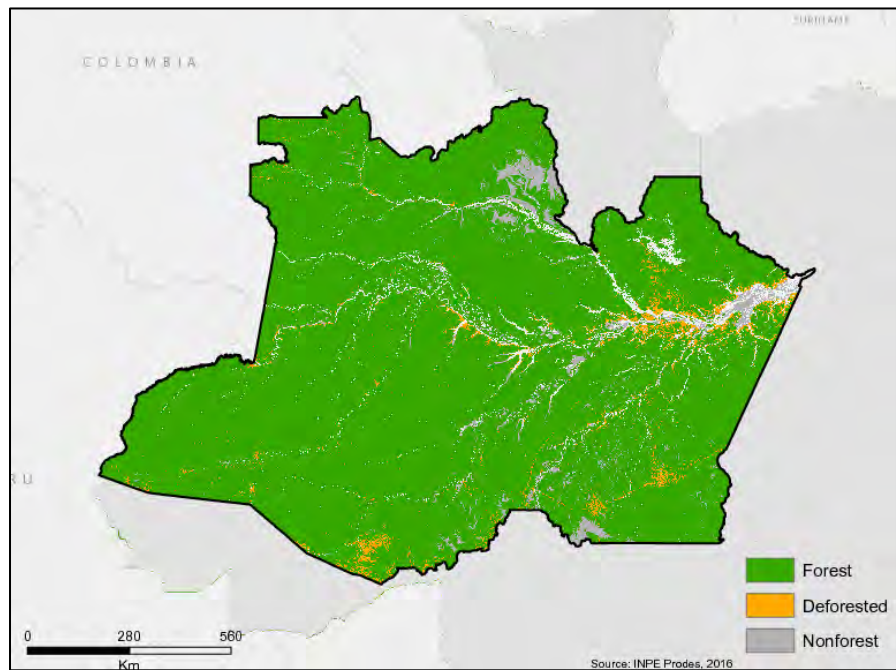 SURINAME
COLOMBIA
RU
Forest
Deforested
Nonforest
0 280 560
Km
Source: INPE Prodes, 2016